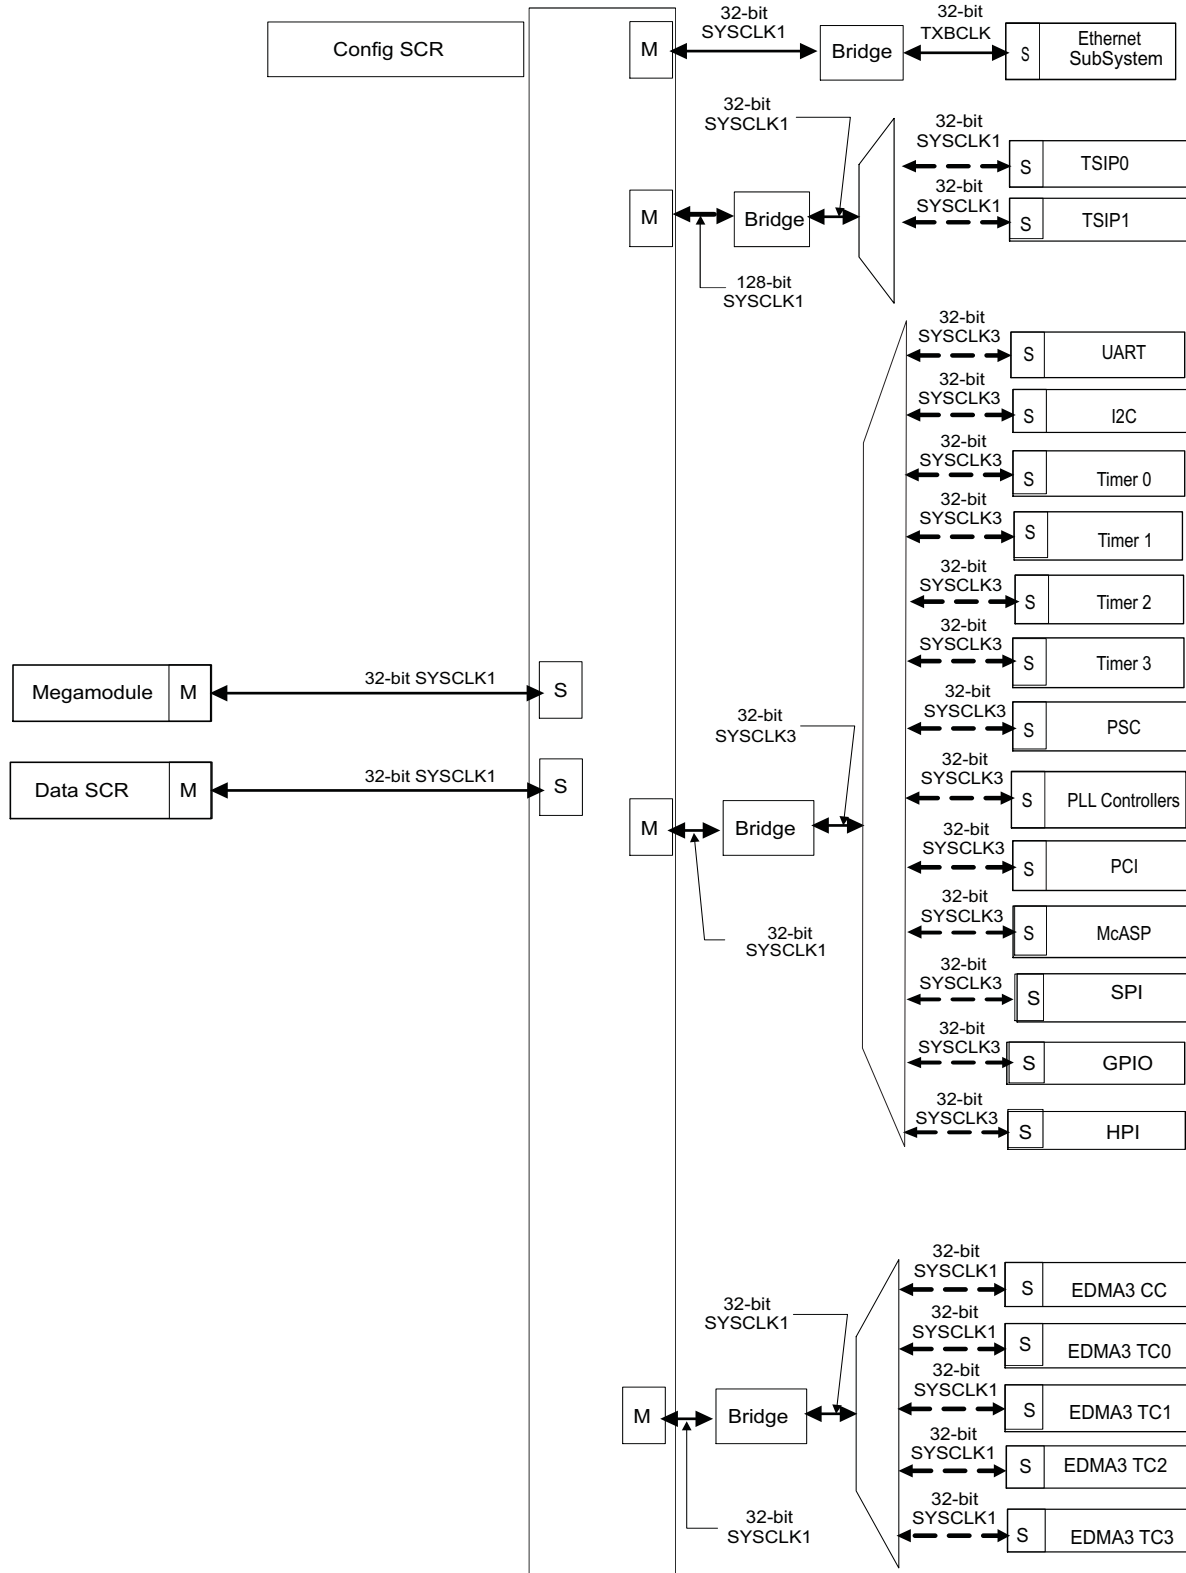 Config SCR
M
32-bit
SYSCLK1
Bridge
32-bit
TXBCLK
S
Ethernet
SubSystem
32-bit
SYSCLK1
M
Bridge
128-bit
SYSCLK1
32-bit
SYSCLK1
S
TSIP0
32-bit
SYSCLK1
S
TSIP1
32-bit
SYSCLK3
S
UART
32-bit
SYSCLK3
S
I2C
32-bit
SYSCLK3
S
Timer 0
32-bit
SYSCLK3
S
Timer 1
32-bit
SYSCLK3
S
Timer 2
32-bit
SYSCLK3
S
Timer 3
Megamodule
M
32-bit SYSCLK1
S
32-bit
SYSCLK3
32-bit
SYSCLK3
S
PSC
Data SCR
M
32-bit SYSCLK1
S
32-bit
SYSCLK3
S
PLL Controllers
M
Bridge
32-bit
SYSCLK1
32-bit
SYSCLK3
S
PCI
32-bit
SYSCLK3
S
McASP
32-bit
SYSCLK3
S
SPI
32-bit
SYSCLK3
S
GPIO
32-bit
SYSCLK3
S
HPI
32-bit
SYSCLK1
S
EDMA3 CC
32-bit
SYSCLK1
32-bit
SYSCLK1
S
EDMA3 TC0
M
Bridge
32-bit
SYSCLK1
S
EDMA3 TC1
32-bit
SYSCLK1
S
EDMA3 TC2
32-bit
SYSCLK1
32-bit
SYSCLK1
S
EDMA3 TC3